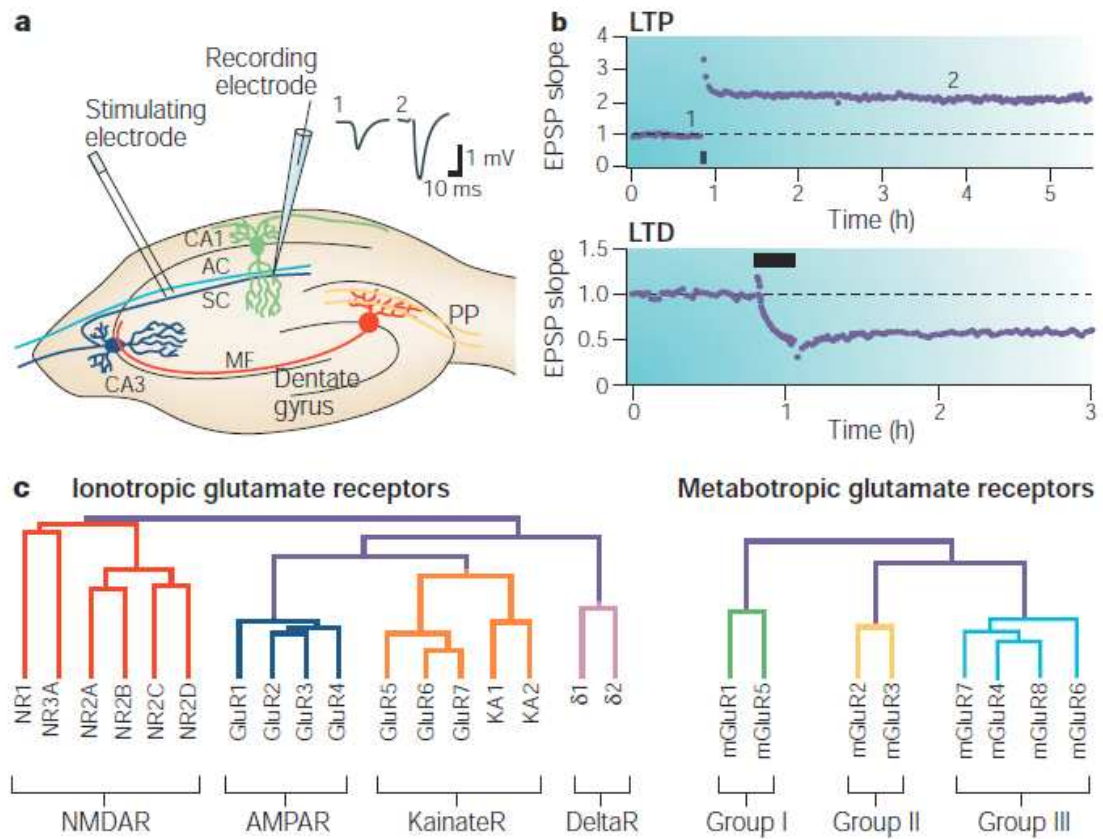 a
Recording
electrode
Stimulating
electrode
1
2
1 mV
10 ms
CA1
AC
SC
PP
MF
CA3
Dentate
gyrus
b
LTP
EPSP slope
4
3
2
1
0
1
2
0
1
2
3
4
5
Time (h)
LTD
EPSP slope
1.5
1.0
0.5
0
0
1
2
3
Time (h)
c
Ionotropic glutamate receptors
Metabotropic glutamate receptors
NR1
NR3A
NR2A
NR2B
NR2C
NR2D
GluR1
GluR2
GluR3
GluR4
GluR5
GluR6
GluR7
KA1
KA2
δ1
δ2
mGluR1
mGluR5
mGluR2
mGluR3
mGluR7
mGluR4
mGluR8
mGluR6
NMDAR
AMPAR
KainateR
DeltaR
Group I
Group II
Group III